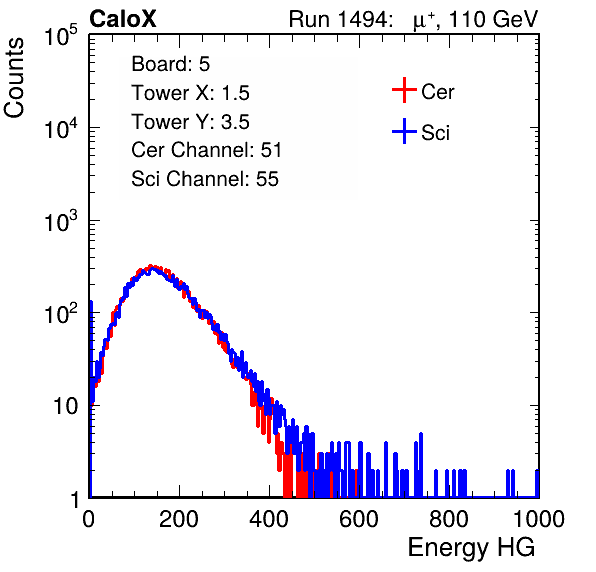 CaloX Run 1494: μ⁺, 110 GeV
Counts
10⁵
10⁴
10³
10²
10
1
Board: 5
Tower X: 1.5
Tower Y: 3.5
Cer Channel: 51
Sci Channel: 55
Cer
Sci
0 200 400 600 800 1000
Energy HG